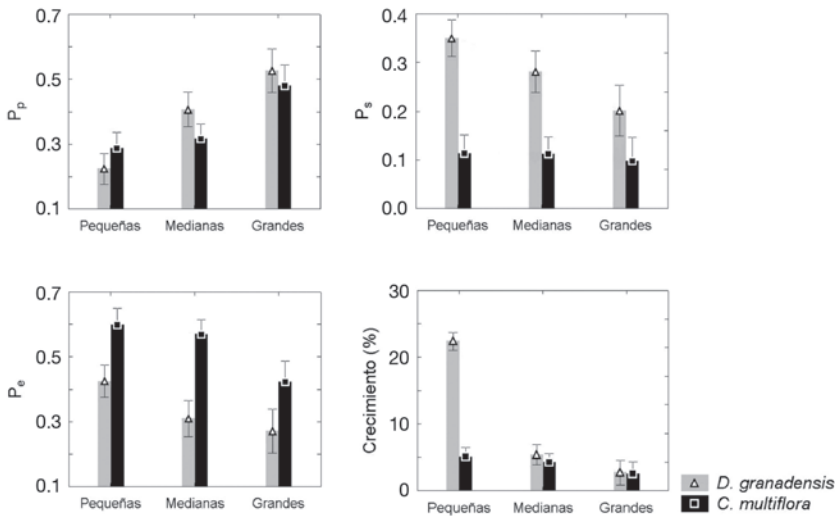 0.7
0.5
0.3
0.1
Pp
Pequeñas Medianas Grandes
0.4
0.3
0.2
0.1
0.0
Ps
Pequeñas Medianas Grandes
0.7
0.5
0.3
0.1
Pe
Pequeñas Medianas Grandes
30
20
10
0
Crecimiento (%)
Pequeñas Medianas Grandes
D. granadensis
C. multiflora